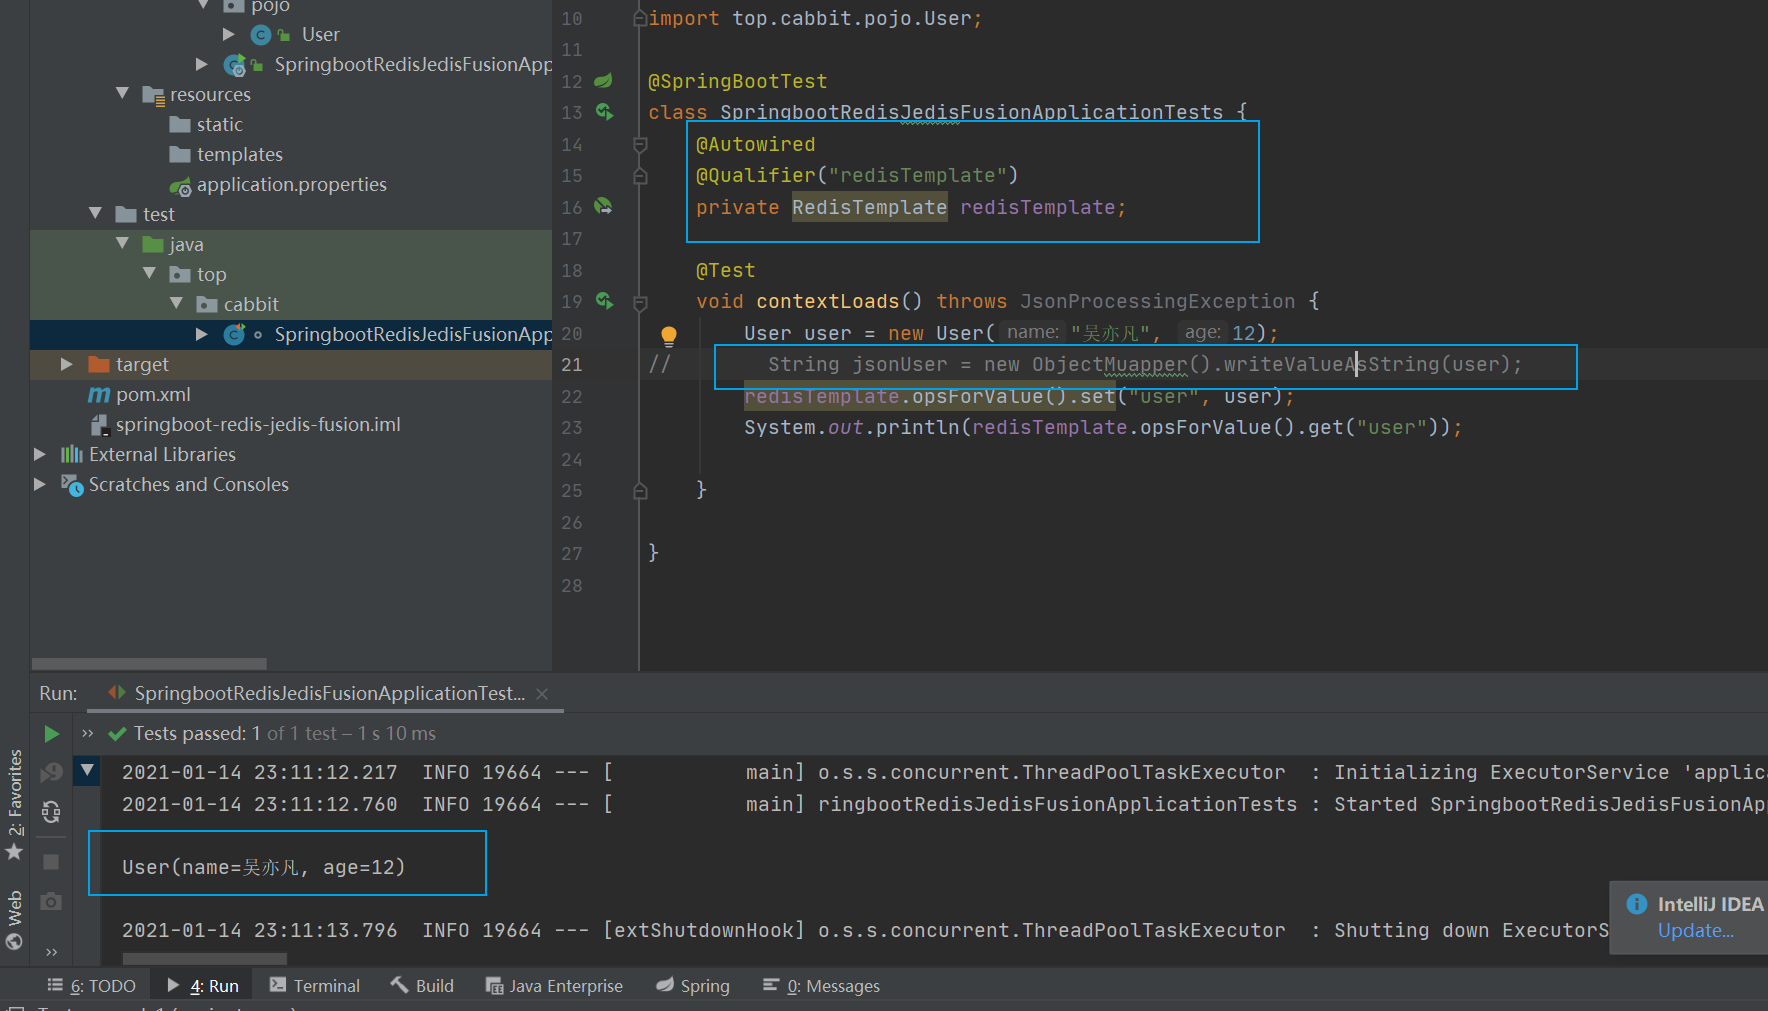 pojo
User
SpringbootRedisJedisFusionApp
resources
static
templates
application.properties
test
java
top
cabbit
SpringbootRedisJedisFusionApp
target
pom.xml
springboot-redis-jedis-fusion.iml
External Libraries
Scratches and Consoles
10 import top.cabbit.pojo.User;
11
12 @SpringBootTest
13 class SpringbootRedisJedisFusionApplicationTests {
14 @Autowired
15 @Qualifier("redisTemplate")
16 private RedisTemplate redisTemplate;
17
18 @Test
19 void contextLoads() throws JsonProcessingException {
20 User user = new User( name: "吴亦凡", age: 12);
21 // String jsonUser = new ObjectMuapper().writeValueAsString(user);
22 redisTemplate.opsForValue().set("user", user);
23 System.out.println(redisTemplate.opsForValue().get("user"));
24
25 }
26
27 }
28
Run: SpringbootRedisJedisFusionApplicationTest... ×
» Tests passed: 1 of 1 test – 1 s 10 ms
2021-01-14 23:11:12.217 INFO 19664 --- [ main] o.s.s.concurrent.ThreadPoolTaskExecutor : Initializing ExecutorService 'applic
2021-01-14 23:11:12.760 INFO 19664 --- [ main] ringbootRedisJedisFusionApplicationTests : Started SpringbootRedisJedisFusionAp
User(name=吴亦凡, age=12)
2021-01-14 23:11:13.796 INFO 19664 --- [extShutdownHook] o.s.s.concurrent.ThreadPoolTaskExecutor : Shutting down ExecutorS
2: Favorites
Web
»
IntelliJ IDEA
Update...
6: TODO 4: Run Terminal Build Java Enterprise Spring 0: Messages